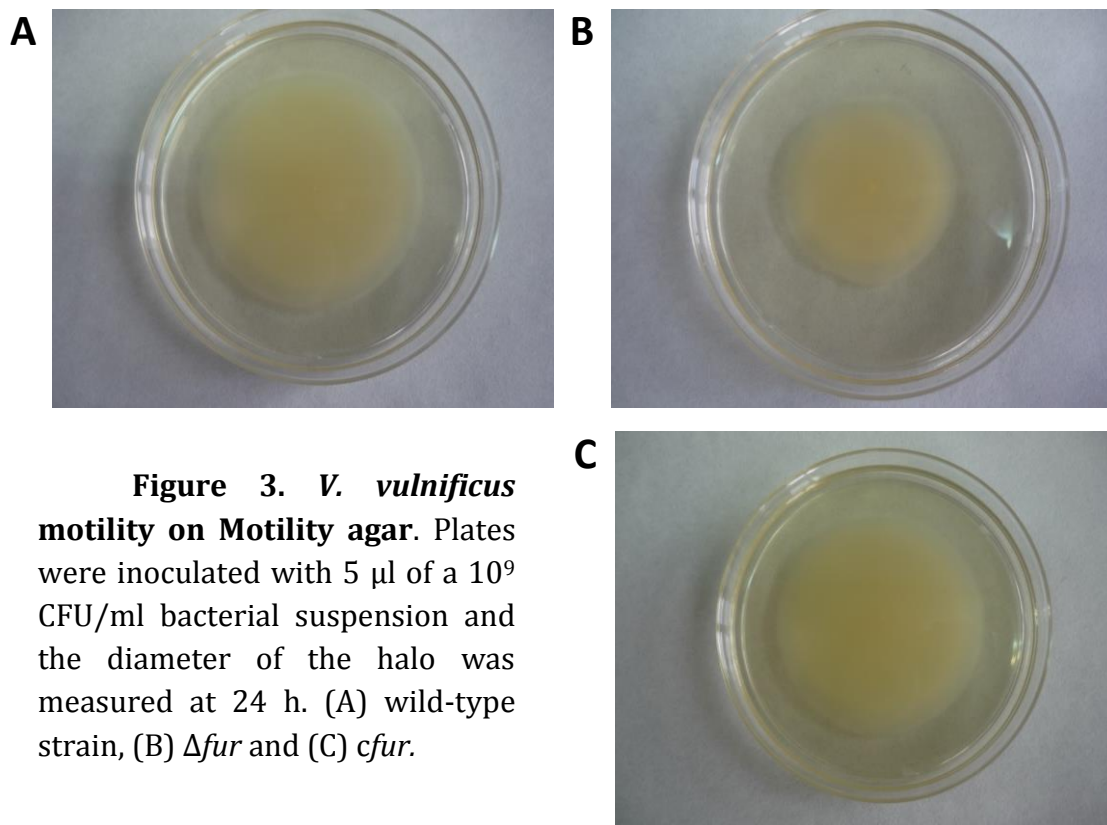 A
B
C
Figure 3. V. vulnificus
motility on Motility agar. Plates
were inoculated with 5 μl of a 10⁹
CFU/ml bacterial suspension and
the diameter of the halo was
measured at 24 h. (A) wild-type
strain, (B) Δfur and (C) cfur.